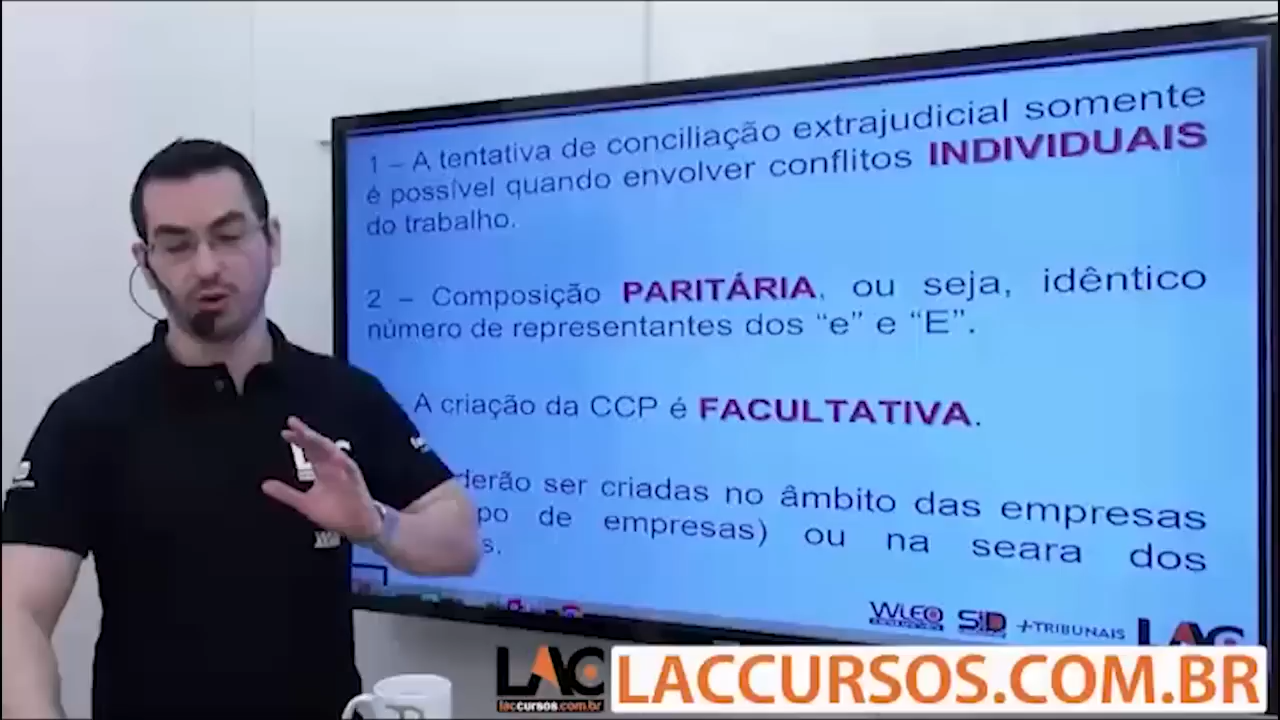 1 – A tentativa de conciliação extrajudicial somente
é possível quando envolver conflitos INDIVIDUAIS
do trabalho.
2 – Composição PARITÁRIA, ou seja, idêntico
número de representantes dos “e” e “E”.
A criação da CCP é FACULTATIVA.
derão ser criadas no âmbito das empresas
po de empresas) ou na seara dos
s.
WLEO
SD
+TRIBUNAIS
LAC
LAC
laccursos.com.br
LACCURSOS.COM.BR